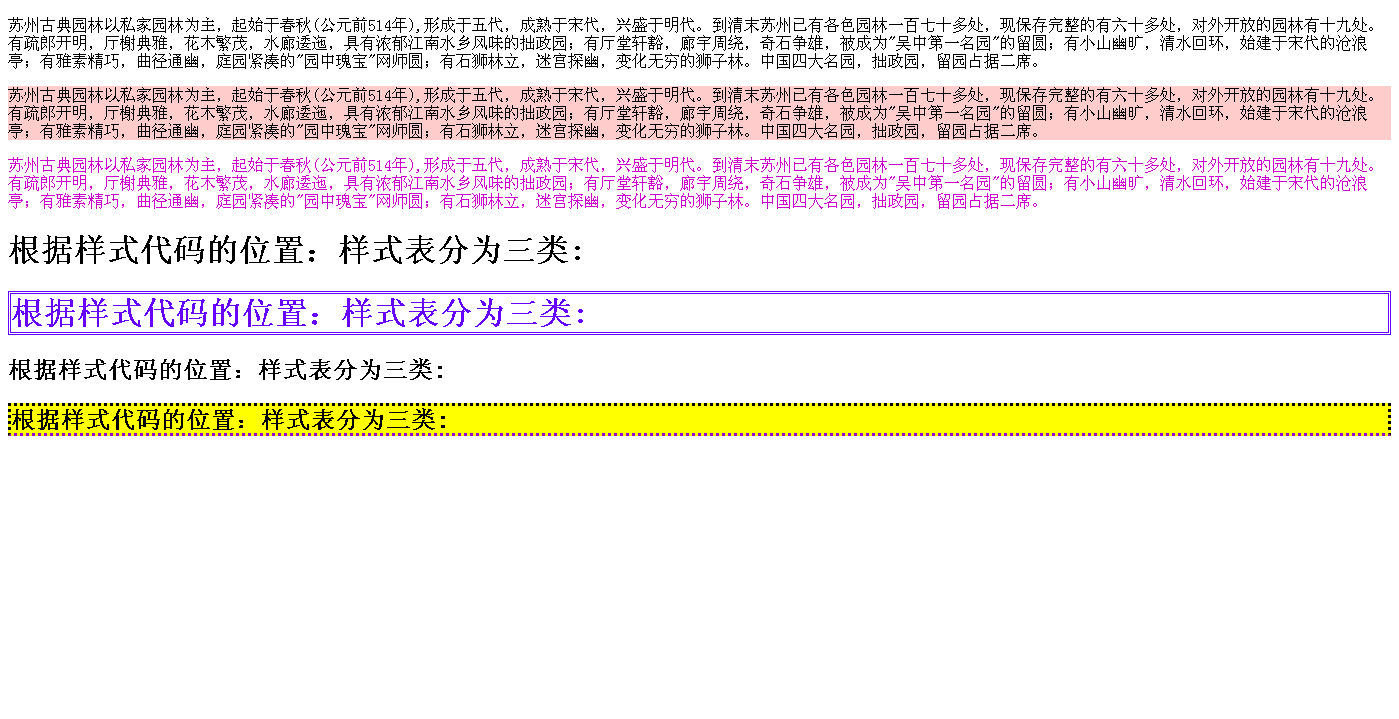 苏州古典园林以私家园林为主，起始于春秋(公元前514年),形成于五代，成熟于宋代，兴盛于明代。到清末苏州已有各色园林一百七十多处，现保存完整的有六十多处，对外开放的园林有十九处。
有疏郎开明，厅榭典雅，花木繁茂，水廊逶迤，具有浓郁江南水乡风味的拙政园；有厅堂轩豁，廊宇周绕，奇石争雄，被成为"吴中第一名园"的留圆；有小山幽旷，清水回环，始建于宋代的沧浪
亭；有雅素精巧，曲径通幽，庭园紧凑的"园中瑰宝"网师圆；有石狮林立，迷宫探幽，变化无穷的狮子林。中国四大名园，拙政园，留园占据二席。
苏州古典园林以私家园林为主，起始于春秋(公元前514年),形成于五代，成熟于宋代，兴盛于明代。到清末苏州已有各色园林一百七十多处，现保存完整的有六十多处，对外开放的园林有十九处。
有疏郎开明，厅榭典雅，花木繁茂，水廊逶迤，具有浓郁江南水乡风味的拙政园；有厅堂轩豁，廊宇周绕，奇石争雄，被成为"吴中第一名园"的留圆；有小山幽旷，清水回环，始建于宋代的沧浪
亭；有雅素精巧，曲径通幽，庭园紧凑的"园中瑰宝"网师圆；有石狮林立，迷宫探幽，变化无穷的狮子林。中国四大名园，拙政园，留园占据二席。
苏州古典园林以私家园林为主，起始于春秋(公元前514年),形成于五代，成熟于宋代，兴盛于明代。到清末苏州已有各色园林一百七十多处，现保存完整的有六十多处，对外开放的园林有十九处。
有疏郎开明，厅榭典雅，花木繁茂，水廊逶迤，具有浓郁江南水乡风味的拙政园；有厅堂轩豁，廊宇周绕，奇石争雄，被成为"吴中第一名园"的留圆；有小山幽旷，清水回环，始建于宋代的沧浪
亭；有雅素精巧，曲径通幽，庭园紧凑的"园中瑰宝"网师圆；有石狮林立，迷宫探幽，变化无穷的狮子林。中国四大名园，拙政园，留园占据二席。
根据样式代码的位置：样式表分为三类：
根据样式代码的位置：样式表分为三类：
根据样式代码的位置：样式表分为三类：
根据样式代码的位置：样式表分为三类：